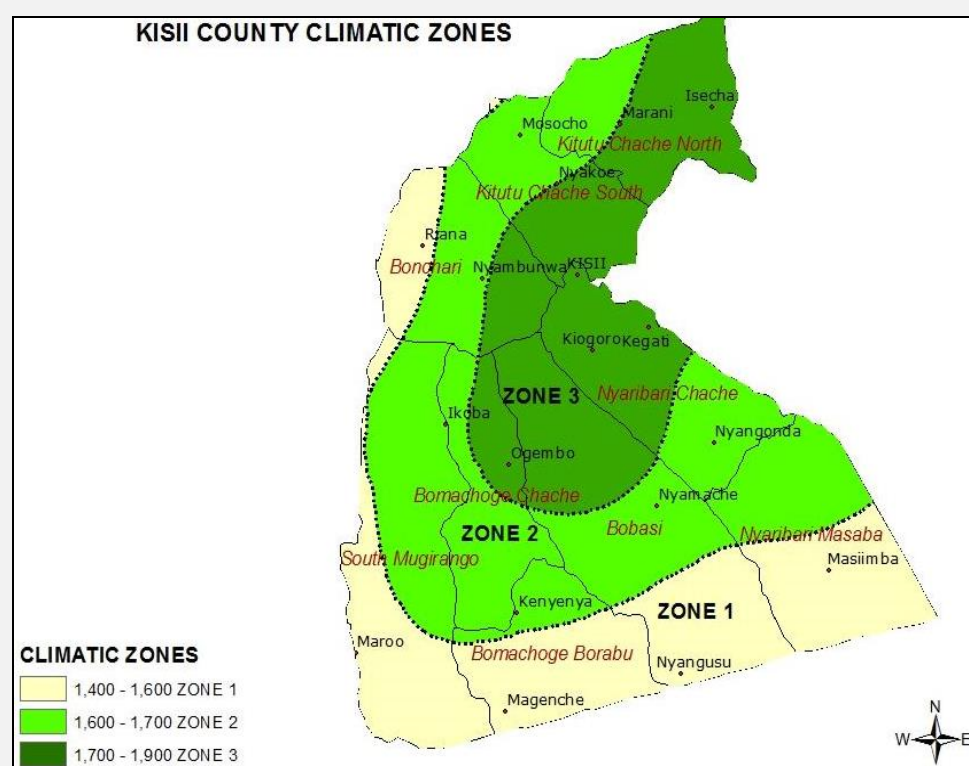 KISII COUNTY CLIMATIC ZONES
Isecha
Marani
Mosocho
Kitutu Chache North
Nyakoe
Kitutu Chache South
Riana
Bonchari
Nyambunwa
KISII
Kiogoro
Kegati
ZONE 3
Nyaribari Chache
Ikoba
Nyangonda
Ogembo
Bomachoge Chache
Nyamache
ZONE 2
Bobasi
Nyaribari Masaba
South Mugirango
Masiimba
Kenyenya
ZONE 1
Maroo
Bomachoge Borabu
Nyangusu
Magenche
CLIMATIC ZONES
1,400 - 1,600 ZONE 1
1,600 - 1,700 ZONE 2
1,700 - 1,900 ZONE 3
N
W
E
S